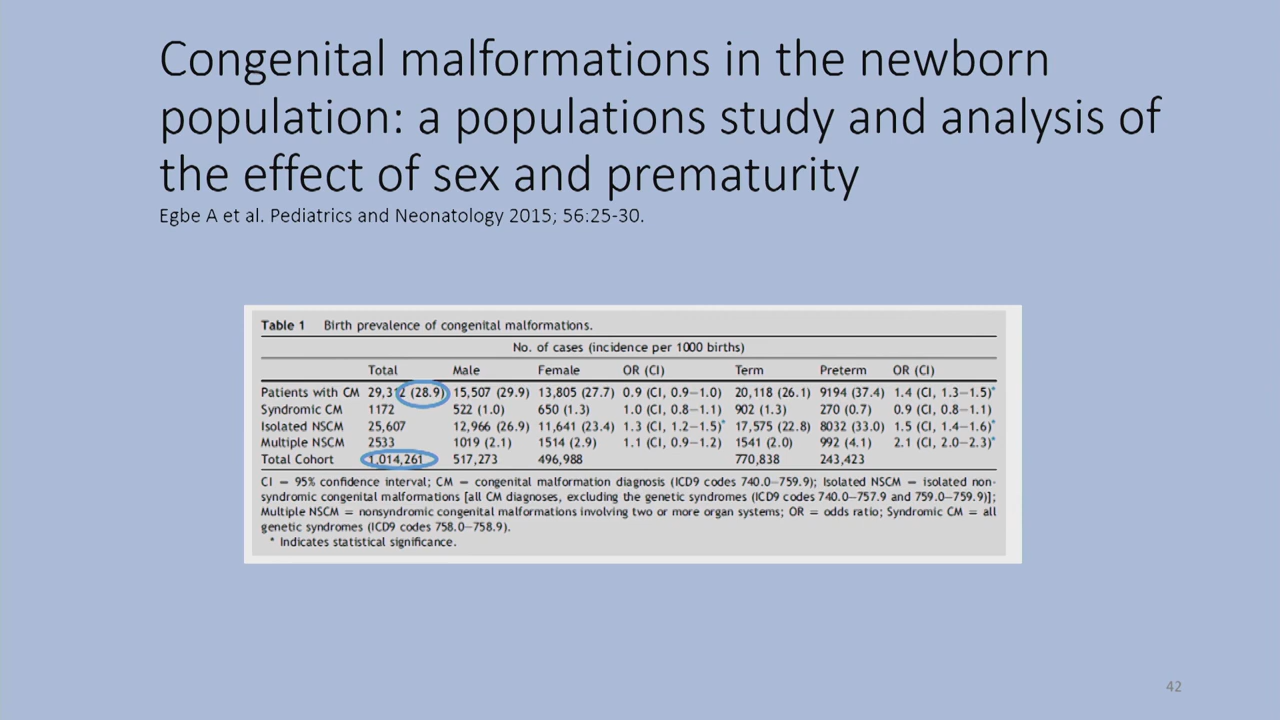 Congenital malformations in the newborn
population: a populations study and analysis of
the effect of sex and prematurity
Egbe A et al. Pediatrics and Neonatology 2015; 56:25-30.
Table 1 Birth prevalence of congenital malformations.
No. of cases (incidence per 1000 births)
Total Male Female OR (CI) Term Preterm OR (CI)
Patients with CM 29,312 (28.9) 15,507 (29.9) 13,805 (27.7) 0.9 (CI, 0.9–1.0) 20,118 (26.1) 9194 (37.4) 1.4 (CI, 1.3–1.5)*
Syndromic CM 1172 522 (1.0) 650 (1.3) 1.0 (CI, 0.8–1.1) 902 (1.3) 270 (0.7) 0.9 (CI, 0.8–1.1)
Isolated NSCM 25,607 12,966 (26.9) 11,641 (23.4) 1.3 (CI, 1.2–1.5)* 17,575 (22.8) 8032 (33.0) 1.5 (CI, 1.4–1.6)*
Multiple NSCM 2533 1019 (2.1) 1514 (2.9) 1.1 (CI, 0.9–1.2) 1541 (2.0) 992 (4.1) 2.1 (CI, 2.0–2.3)*
Total Cohort 1,014,261 517,273 496,988 770,838 243,423
CI = 95% confidence interval; CM = congenital malformation diagnosis (ICD9 codes 740.0–759.9); Isolated NSCM = isolated non-
syndromic congenital malformations [all CM diagnoses, excluding the genetic syndromes (ICD9 codes 740.0–757.9 and 759.0–759.9)];
Multiple NSCM = nonsyndromic congenital malformations involving two or more organ systems; OR = odds ratio; Syndromic CM = all
genetic syndromes (ICD9 codes 758.0–758.9).
* Indicates statistical significance.
42